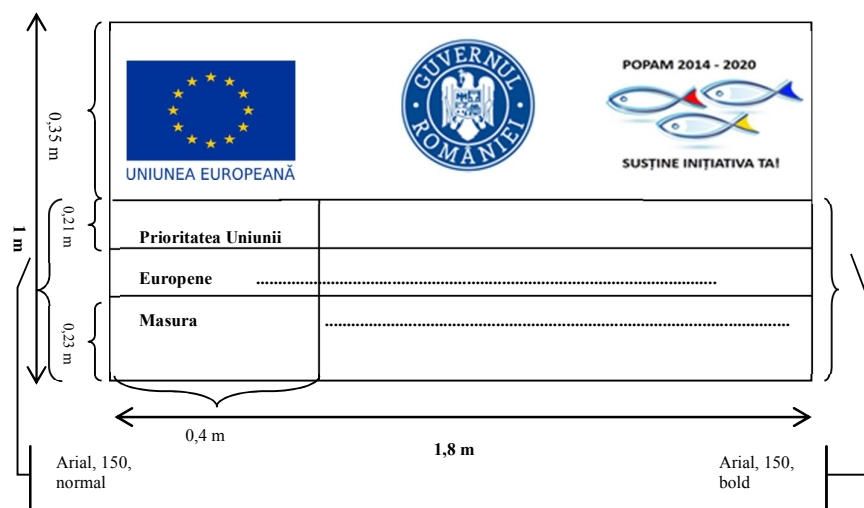 POPAM 2014 - 2020
GUVERNUL ROMÂNIEI
UNIUNEA EUROPEANĂ
SUSȚINE INIȚIATIVA TA!
0,35 m
1 m
0,21 m
0,23 m
Prioritatea Uniunii
Europene ................................................................
Masura ................................................................
0,4 m
1,8 m
Arial, 150,
normal
Arial, 150,
bold